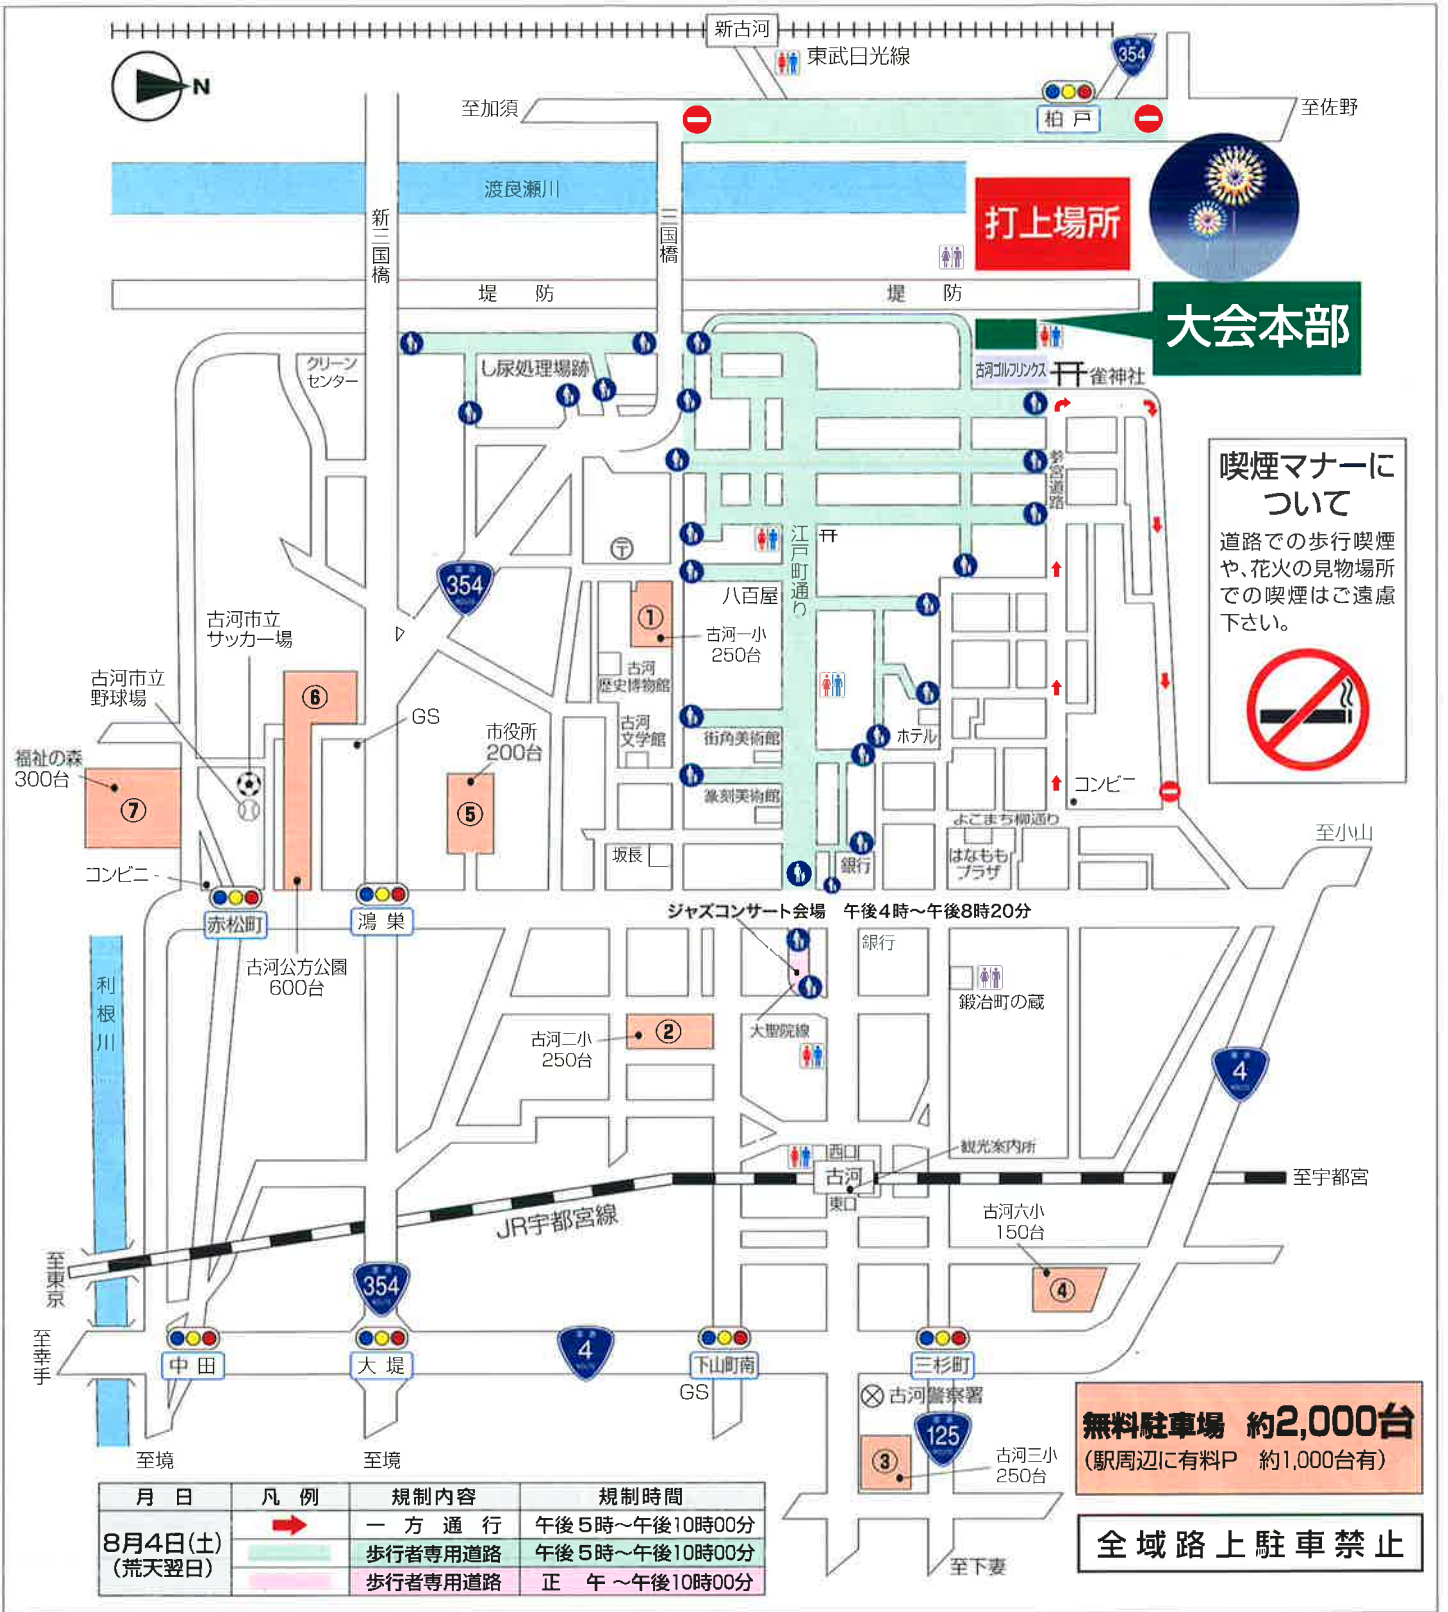 新古河
東武日光線
354
N
至加須
柏戸
至佐野
渡良瀬川
打上場所
新三国橋
三国橋
堤 防
堤 防
大会本部
クリーン
センター
し尿処理場跡
古河ゴルフリンクス
雀神社
参宮道路
喫煙マナーに
ついて
道路での歩行喫煙
や、花火の見物場所
での喫煙はご遠慮
下さい。
江戸町通り
354
八百屋
①
古河一小
250台
古河市立
サッカー場
古河
歴史博物館
古河市立
野球場
⑥
GS
市役所
200台
古河
文学館
街角美術館
ホテル
福祉の森
300台
⑦
⑤
篆刻美術館
コンビニ
よこまち柳通り
至小山
坂長
銀行
はなもも
プラザ
コンビニ
赤松町
鴻巣
ジャズコンサート会場 午後4時～午後8時20分
銀行
古河公方公園
600台
利根川
鍛冶町の蔵
古河二小
250台
②
大聖院線
4
西口
観光案内所
古河
東口
至宇都宮
JR宇都宮線
古河六小
150台
④
至東京
354
至幸手
中田
大堤
4
下山町南
三杉町
GS
古河警察署
125
③
古河三小
250台
無料駐車場 約2,000台
(駅周辺に有料P 約1,000台有)
至境
至境
月 日 凡 例 規制内容 規制時間
8月4日(土)
(荒天翌日)
一 方 通 行 午後5時～午後10時00分
歩行者専用道路 午後5時～午後10時00分
歩行者専用道路 正 午～午後10時00分
至下妻
全域路上駐車禁止